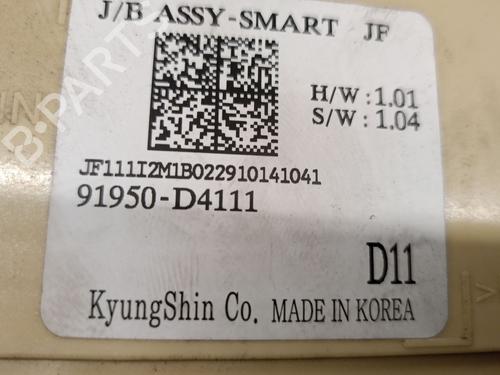 J/B ASSY-SMART JF
H/W : 1.01
S/W : 1.04
JF111I2M1B022910141041
91950-D4111
D11
KyungShin Co. MADE IN KOREA
B-PARTS